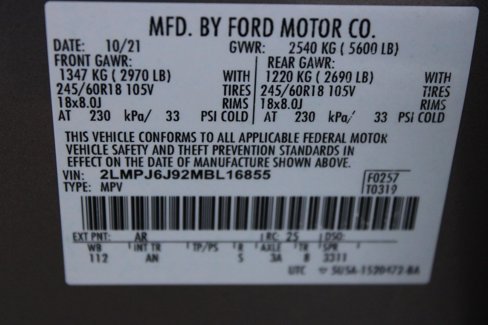 MFD. BY FORD MOTOR CO.
DATE: 10/21 GVWR: 2540 KG ( 5600 LB)
FRONT GAWR: REAR GAWR:
1347 KG ( 2970 LB) WITH 1220 KG ( 2690 LB) WITH
245/60R18 105V TIRES 245/60R18 105V TIRES
18x8.0J RIMS 18x8.0J RIMS
AT 230 kPa/ 33 PSI COLD AT 230 kPa/ 33 PSI COLD
THIS VEHICLE CONFORMS TO ALL APPLICABLE FEDERAL MOTOR
VEHICLE SAFETY AND THEFT PREVENTION STANDARDS IN
EFFECT ON THE DATE OF MANUFACTURE SHOWN ABOVE.
VIN: 2LMPJ6J92MBL16855 F0257
TYPE: MPV T0319
EXT PNT: AR RC: 25 DSO:
WB INT TR TP/PS R AXLE TR SPR
112 AN S 3A 8 3311
UTC SU5A-1520472-BA